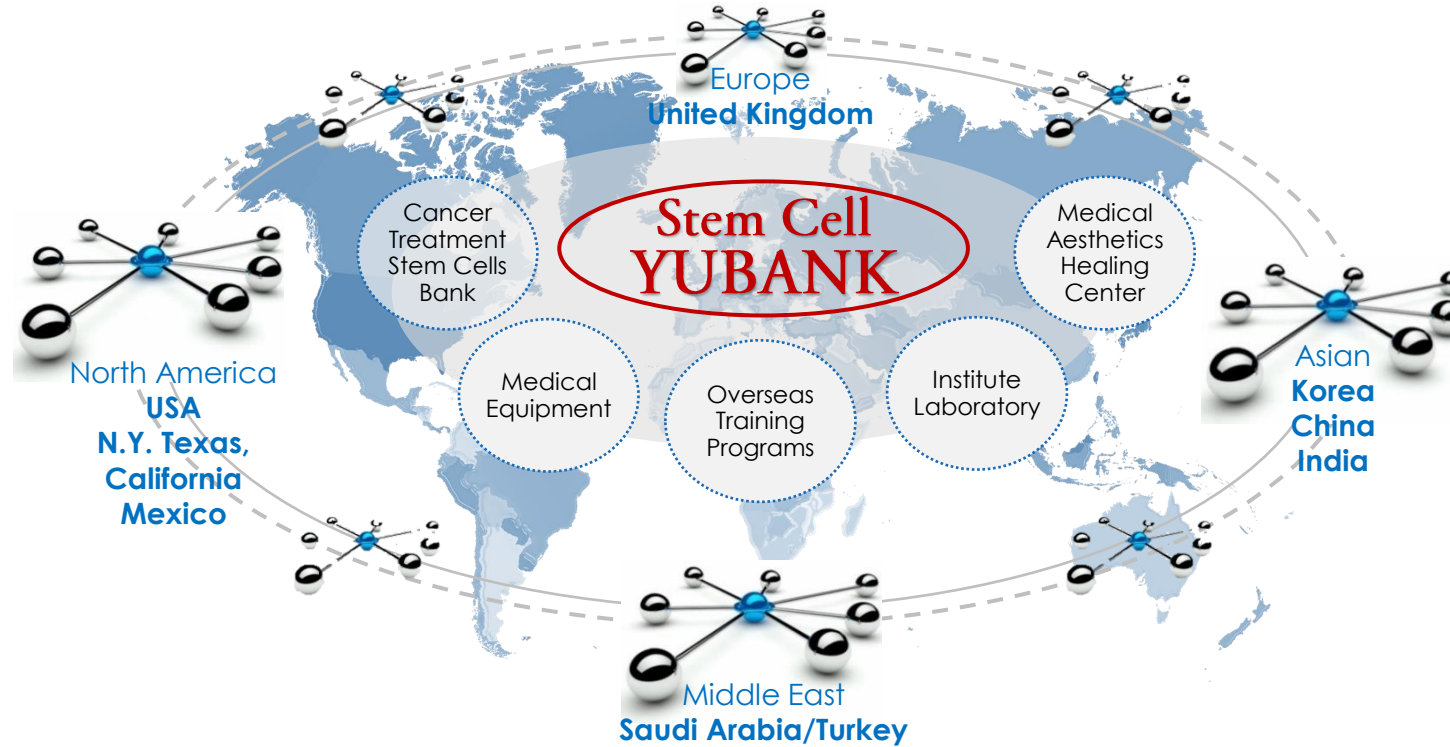 Europe
United Kingdom
Stem Cell
YUBANK
Cancer
Treatment
Stem Cells
Bank
Medical
Aesthetics
Healing
Center
Medical
Equipment
Overseas
Training
Programs
Institute
Laboratory
North America
USA
N.Y. Texas,
California
Mexico
Asian
Korea
China
India
Middle East
Saudi Arabia/Turkey